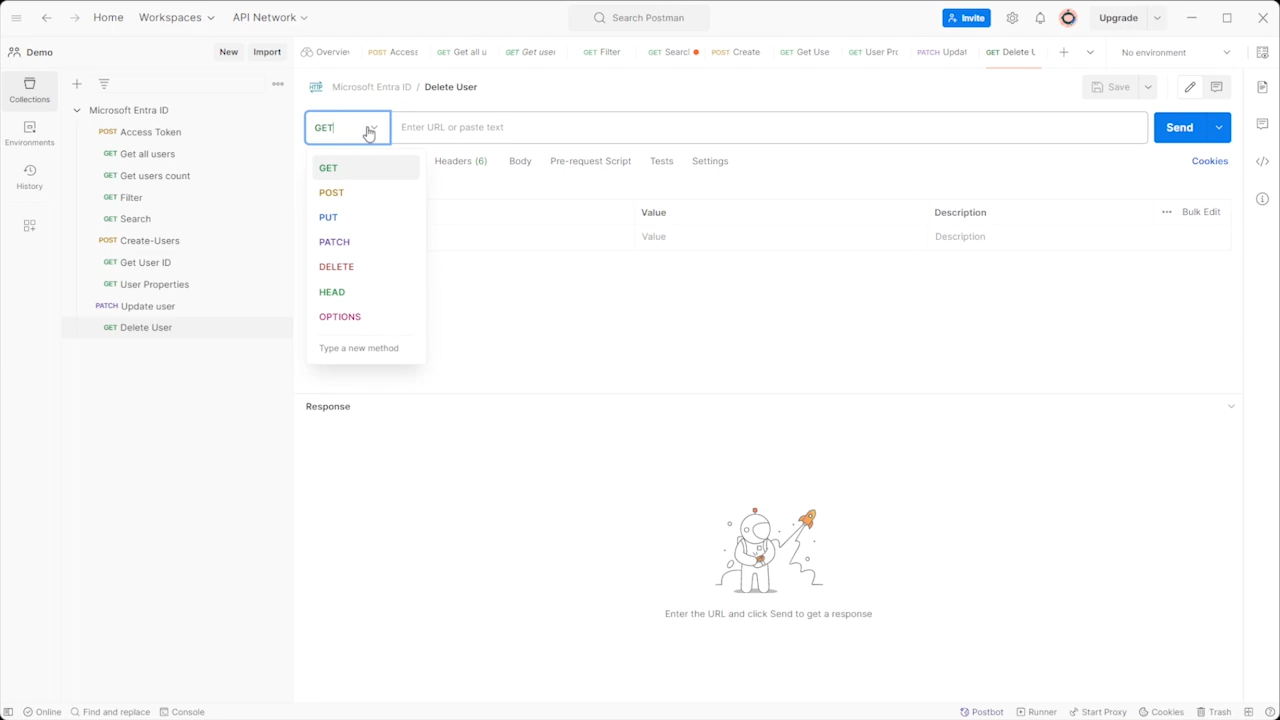 Home Workspaces API Network Search Postman Invite Upgrade
Demo New Import Overvie POST Access GET Get all u GET Get user GET Filter GET Search POST Create GET Get Use GET User Pro PATCH Updat GET Delete U No environment
Collections
Environments
History
Microsoft Entra ID
POST Access Token
GET Get all users
GET Get users count
GET Filter
GET Search
POST Create-Users
GET Get User ID
GET User Properties
PATCH Update user
GET Delete User
HTTP Microsoft Entra ID / Delete User Save
GET Enter URL or paste text Send
Headers (6) Body Pre-request Script Tests Settings Cookies
GET
POST
PUT
PATCH
DELETE
HEAD
OPTIONS
Type a new method
Value Description Bulk Edit
Value Description
Response
Enter the URL and click Send to get a response
Online Find and replace Console Postbot Runner Start Proxy Cookies Trash